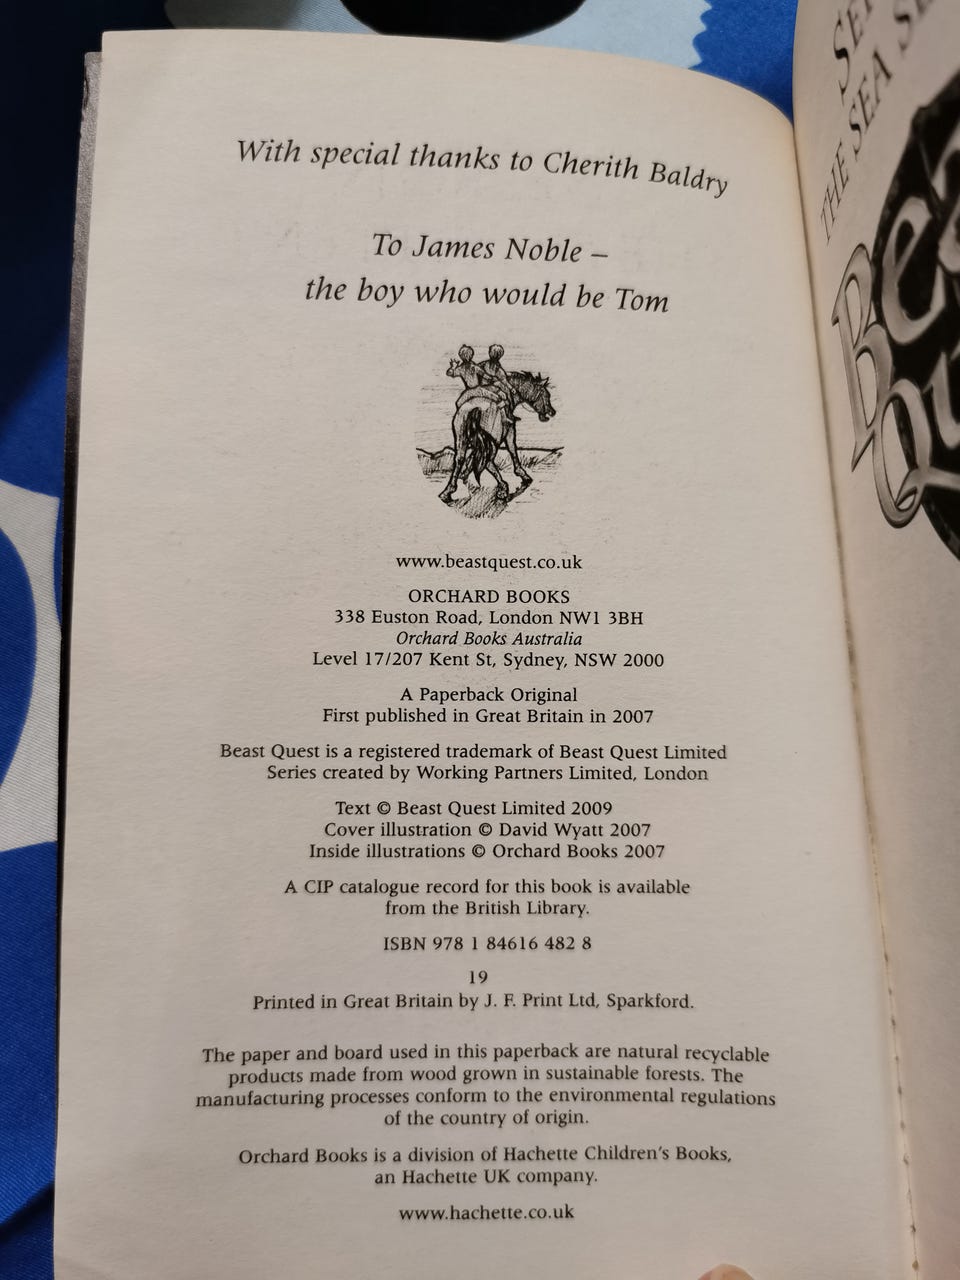 With special thanks to Cherith Baldry
To James Noble –
the boy who would be Tom
www.beastquest.co.uk
ORCHARD BOOKS
338 Euston Road, London NW1 3BH
Orchard Books Australia
Level 17/207 Kent St, Sydney, NSW 2000
A Paperback Original
First published in Great Britain in 2007
Beast Quest is a registered trademark of Beast Quest Limited
Series created by Working Partners Limited, London
Text © Beast Quest Limited 2009
Cover illustration © David Wyatt 2007
Inside illustrations © Orchard Books 2007
A CIP catalogue record for this book is available
from the British Library.
ISBN 978 1 84616 482 8
19
Printed in Great Britain by J. F. Print Ltd, Sparkford.
The paper and board used in this paperback are natural recyclable
products made from wood grown in sustainable forests. The
manufacturing processes conform to the environmental regulations
of the country of origin.
Orchard Books is a division of Hachette Children's Books,
an Hachette UK company.
www.hachette.co.uk
THE SEA